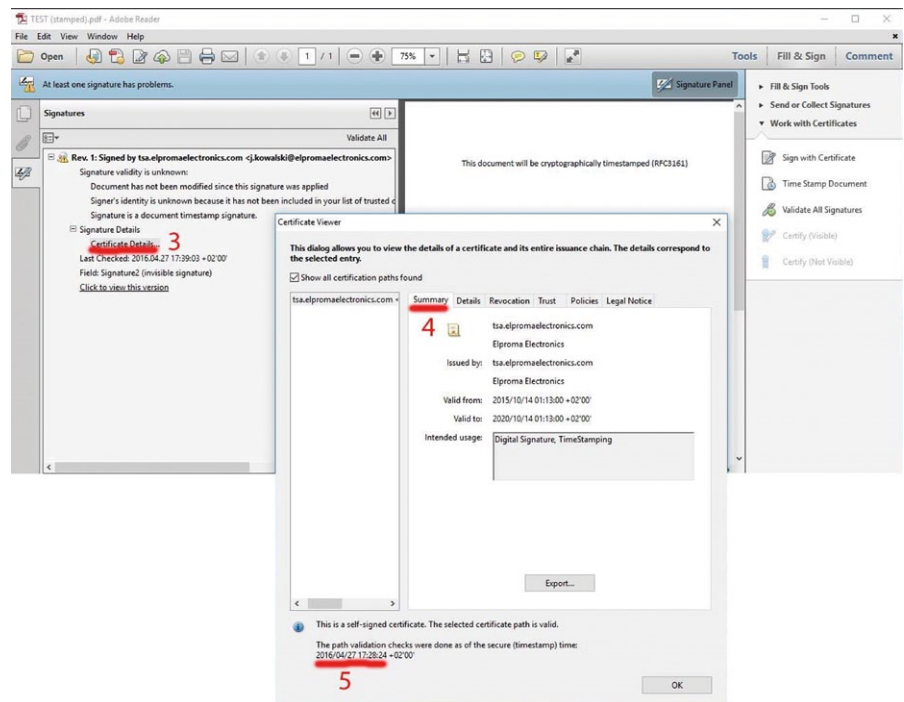 TEST (stamped).pdf - Adobe Reader
File Edit View Window Help
Open 1 / 1 75% Tools Fill & Sign Comment
At least one signature has problems. Signature Panel
Signatures
Validate All
Rev. 1: Signed by tsa.elpromaelectronics.com <j.kowalski@elpromaelectronics.com>
Signature validity is unknown:
Document has not been modified since this signature was applied
Signer's identity is unknown because it has not been included in your list of trusted c
Signature is a document timestamp signature.
Signature Details
Certificate Details... 3
Last Checked: 2016.04.27 17:39:03 +02'00'
Field: Signature2 (invisible signature)
Click to view this version
This document will be cryptographically timestamped (RFC3161)
Fill & Sign Tools
Send or Collect Signatures
Work with Certificates
Sign with Certificate
Time Stamp Document
Validate All Signatures
Certify (Visible)
Certify (Not Visible)
Certificate Viewer
This dialog allows you to view the details of a certificate and its entire issuance chain. The details correspond to
the selected entry.
Show all certification paths found
tsa.elpromaelectronics.com <
Summary Details Revocation Trust Policies Legal Notice
4
tsa.elpromaelectronics.com
Elproma Electronics
Issued by: tsa.elpromaelectronics.com
Elproma Electronics
Valid from: 2015/10/14 01:13:00 +02'00'
Valid to: 2020/10/14 01:13:00 +02'00'
Intended usage: Digital Signature, TimeStamping
Export...
This is a self-signed certificate. The selected certificate path is valid.
The path validation checks were done as of the secure (timestamp) time:
2016/04/27 17:28:24 +02'00'
5
OK